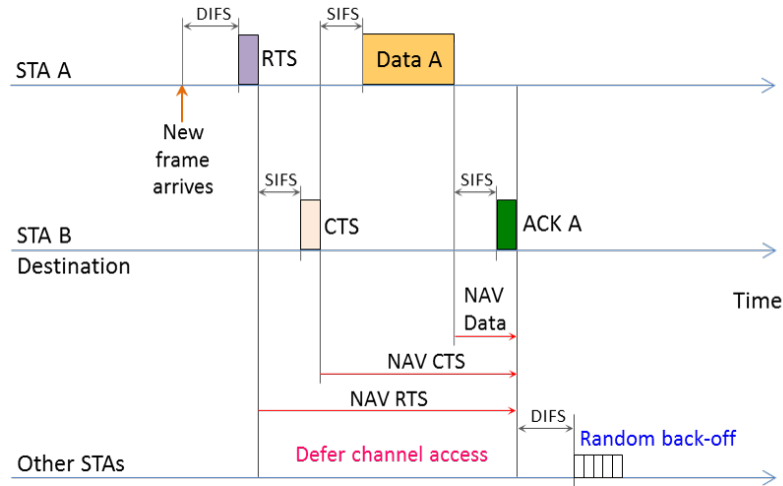 DIFS
SIFS
RTS
Data A
STA A
New
frame
arrives
SIFS
SIFS
CTS
ACK A
STA B
Destination
NAV
Data
Time
NAV CTS
NAV RTS
DIFS
Random back-off
Defer channel access
Other STAs